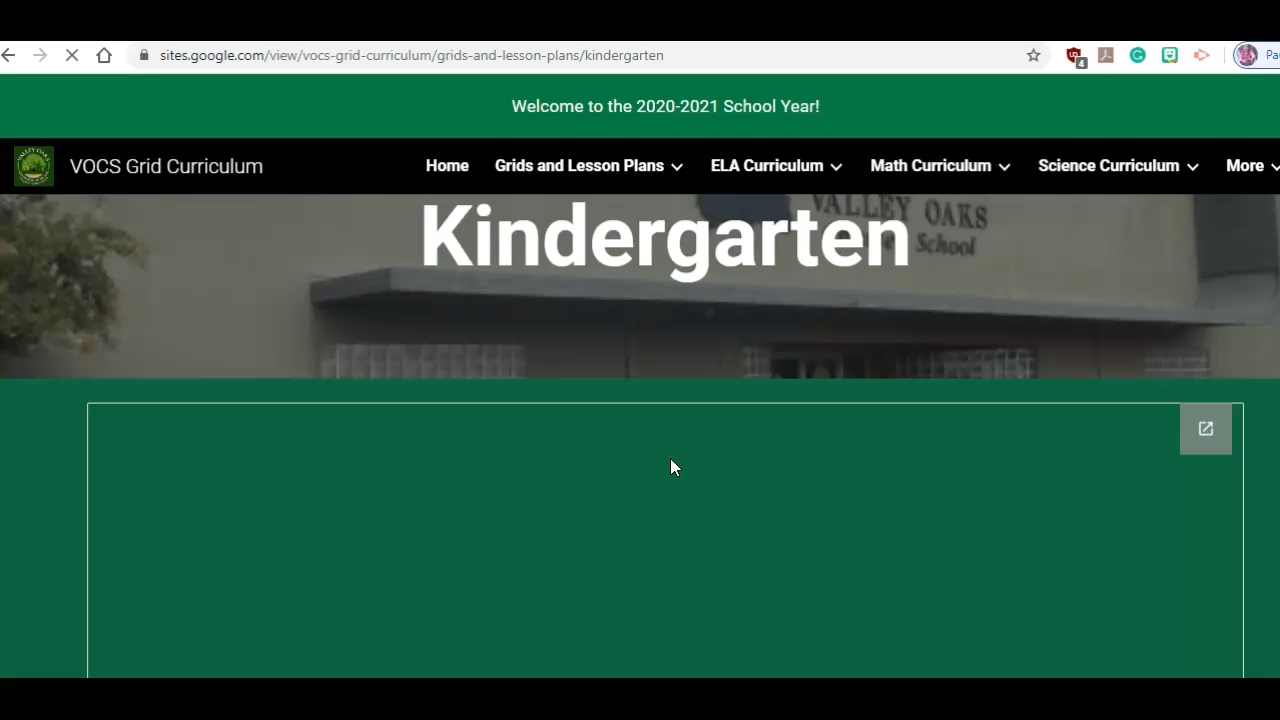 sites.google.com/view/vocs-grid-curriculum/grids-and-lesson-plans/kindergarten
4
Welcome to the 2020-2021 School Year!
VOCS Grid Curriculum
Home
Grids and Lesson Plans
ELA Curriculum
Math Curriculum
Science Curriculum
More
VALLEY OAKS
School
Kindergarten